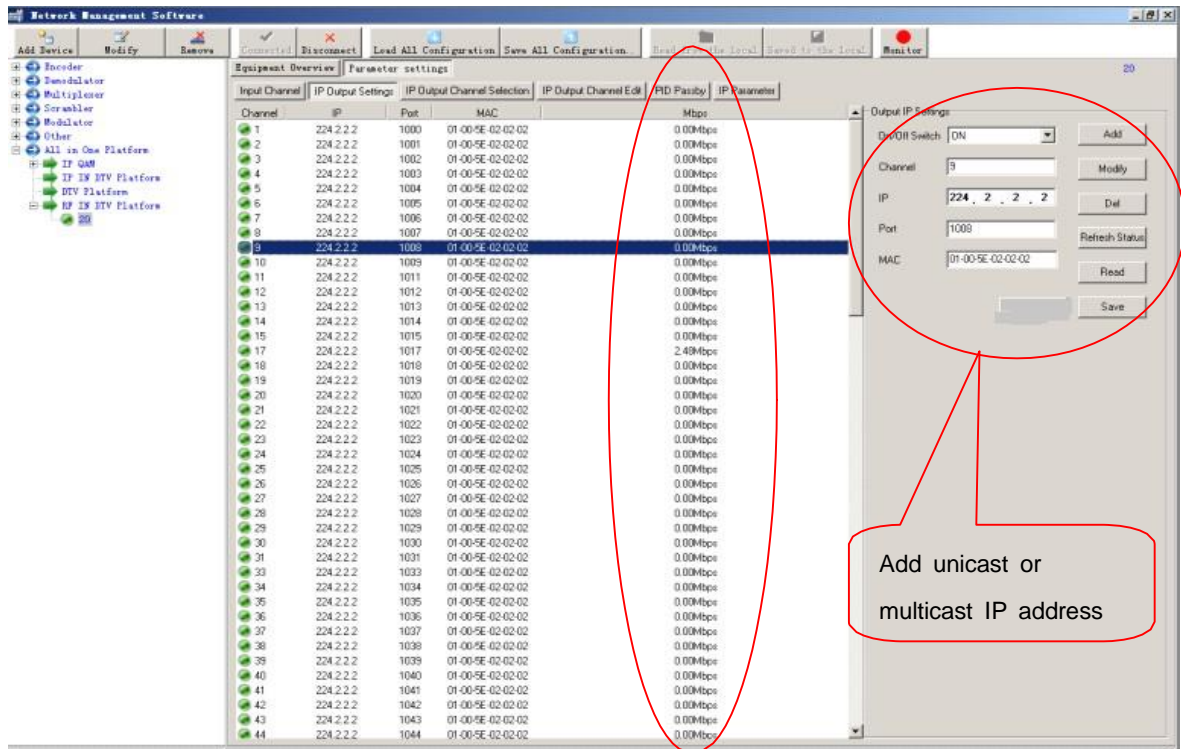 Network Management Software
Add Device Modify Remove Connected Disconnect Load All Configuration Save All Configuration.. Read from the local Saved to the local Monitor
Encoder
Demodulator
Multiplexer
Scrambler
Modulator
Other
All in One Platform
IP QAM
IP IN DTV Platform
DTV Platform
RF IN DTV Platform
20
Equipment Overview Parameter settings
20
Input Channel IP Output Settings IP Output Channel Selection IP Output Channel Edit PID Passby IP Parameter
Channel IP Port MAC Mbps
1 224.2.2.2 1000 01-00-5E-02-02-02 0.00Mbps
2 224.2.2.2 1001 01-00-5E-02-02-02 0.00Mbps
3 224.2.2.2 1002 01-00-5E-02-02-02 0.00Mbps
4 224.2.2.2 1003 01-00-5E-02-02-02 0.00Mbps
5 224.2.2.2 1004 01-00-5E-02-02-02 0.00Mbps
6 224.2.2.2 1005 01-00-5E-02-02-02 0.00Mbps
7 224.2.2.2 1006 01-00-5E-02-02-02 0.00Mbps
8 224.2.2.2 1007 01-00-5E-02-02-02 0.00Mbps
9 224.2.2.2 1008 01-00-5E-02-02-02 0.00Mbps
10 224.2.2.2 1009 01-00-5E-02-02-02 0.00Mbps
11 224.2.2.2 1011 01-00-5E-02-02-02 0.00Mbps
12 224.2.2.2 1012 01-00-5E-02-02-02 0.00Mbps
13 224.2.2.2 1013 01-00-5E-02-02-02 0.00Mbps
14 224.2.2.2 1014 01-00-5E-02-02-02 0.00Mbps
15 224.2.2.2 1015 01-00-5E-02-02-02 0.00Mbps
17 224.2.2.2 1017 01-00-5E-02-02-02 2.48Mbps
18 224.2.2.2 1018 01-00-5E-02-02-02 0.00Mbps
19 224.2.2.2 1019 01-00-5E-02-02-02 0.00Mbps
20 224.2.2.2 1020 01-00-5E-02-02-02 0.00Mbps
21 224.2.2.2 1021 01-00-5E-02-02-02 0.00Mbps
22 224.2.2.2 1022 01-00-5E-02-02-02 0.00Mbps
23 224.2.2.2 1023 01-00-5E-02-02-02 0.00Mbps
24 224.2.2.2 1024 01-00-5E-02-02-02 0.00Mbps
25 224.2.2.2 1025 01-00-5E-02-02-02 0.00Mbps
26 224.2.2.2 1026 01-00-5E-02-02-02 0.00Mbps
27 224.2.2.2 1027 01-00-5E-02-02-02 0.00Mbps
28 224.2.2.2 1028 01-00-5E-02-02-02 0.00Mbps
29 224.2.2.2 1029 01-00-5E-02-02-02 0.00Mbps
30 224.2.2.2 1030 01-00-5E-02-02-02 0.00Mbps
31 224.2.2.2 1031 01-00-5E-02-02-02 0.00Mbps
33 224.2.2.2 1033 01-00-5E-02-02-02 0.00Mbps
34 224.2.2.2 1034 01-00-5E-02-02-02 0.00Mbps
35 224.2.2.2 1035 01-00-5E-02-02-02 0.00Mbps
36 224.2.2.2 1036 01-00-5E-02-02-02 0.00Mbps
37 224.2.2.2 1037 01-00-5E-02-02-02 0.00Mbps
38 224.2.2.2 1038 01-00-5E-02-02-02 0.00Mbps
39 224.2.2.2 1039 01-00-5E-02-02-02 0.00Mbps
40 224.2.2.2 1040 01-00-5E-02-02-02 0.00Mbps
41 224.2.2.2 1041 01-00-5E-02-02-02 0.00Mbps
42 224.2.2.2 1042 01-00-5E-02-02-02 0.00Mbps
43 224.2.2.2 1043 01-00-5E-02-02-02 0.00Mbps
44 224.2.2.2 1044 01-00-5E-02-02-02 0.00Mbps
Output IP Settings
On/Off Switch ON Add
Channel 9 Modify
IP 224 . 2 . 2 . 2 Del
Port 1008 Refresh Status
MAC 01-00-5E-02-02-02 Read
Save
Add unicast or
multicast IP address